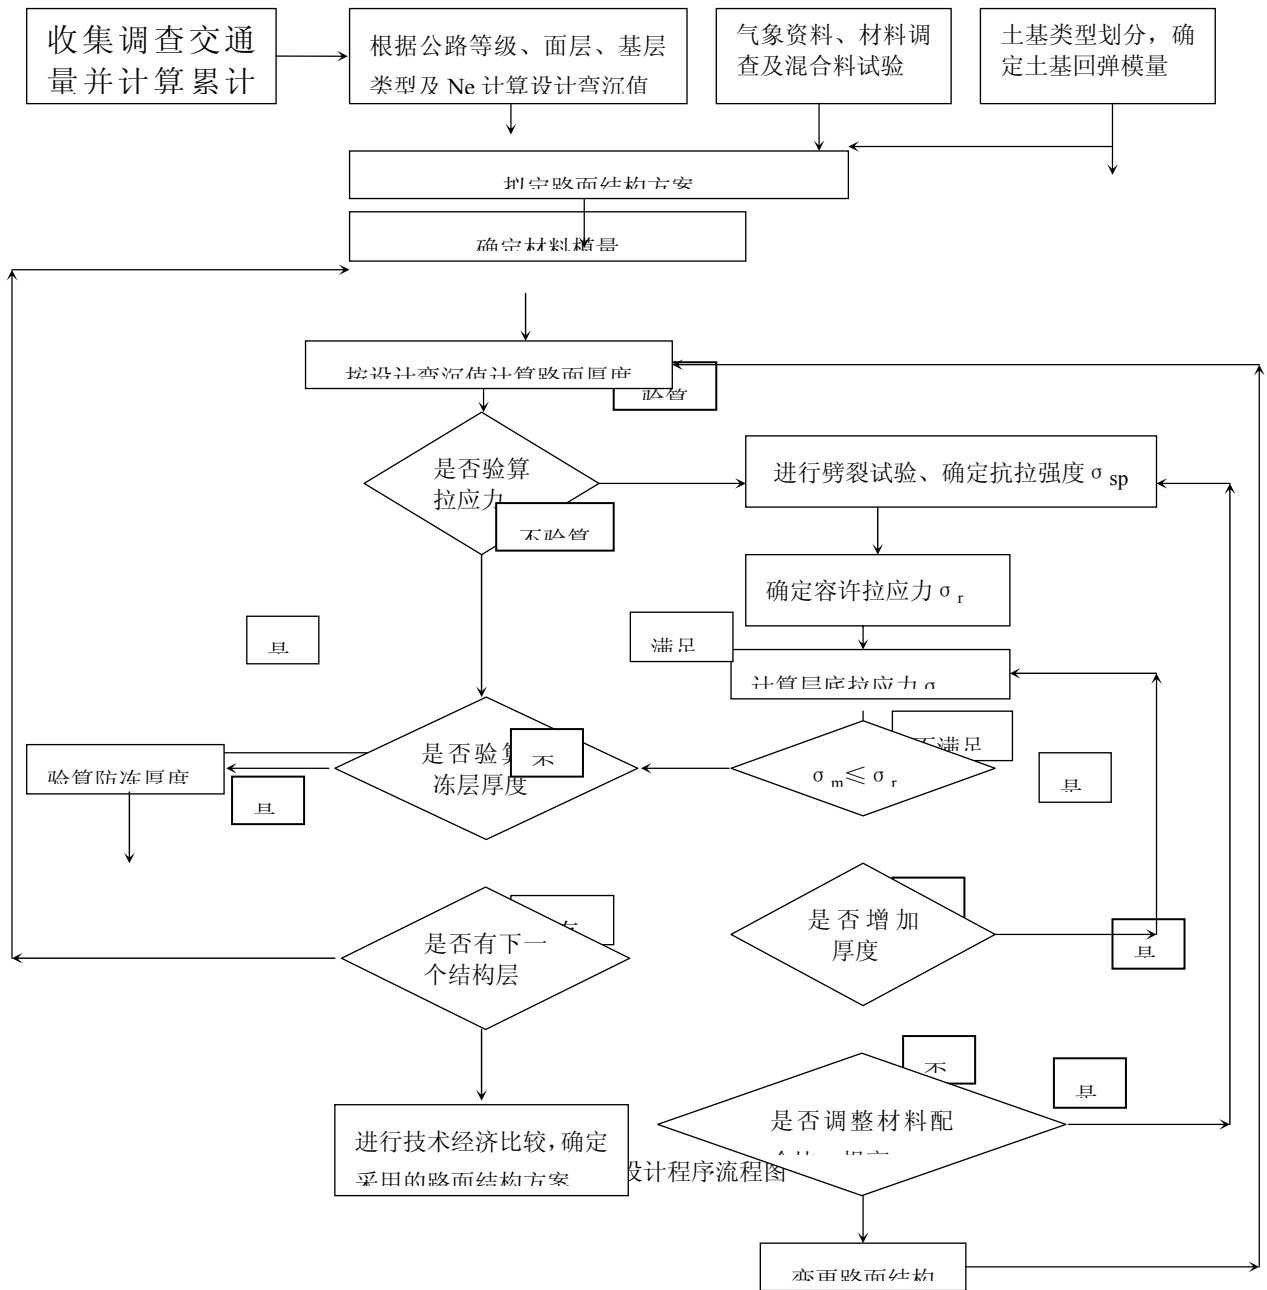 收集调查交通
量并计算累计
根据公路等级、面层、基层
类型及 Ne 计算设计弯沉值
气象资料、材料调
查及混合料试验
土基类型划分，确
定土基回弹模量
拟定路面结构方案
确定材料模量
按设计弯沉值计算路面厚度
验算
是否验算
拉应力
不验算
进行劈裂试验、确定抗拉强度σsp
确定容许拉应力σr
是
满足
计算层底拉应力σ
不满足
是否验算
冻层厚度
σm≤σr
验算防冻厚度
是
是
是否增加
厚度
是
是否有下一
个结构层
否
是
是否调整材料配
进行技术经济比较，确定
采用的路面结构方案
设计程序流程图
变更路面结构